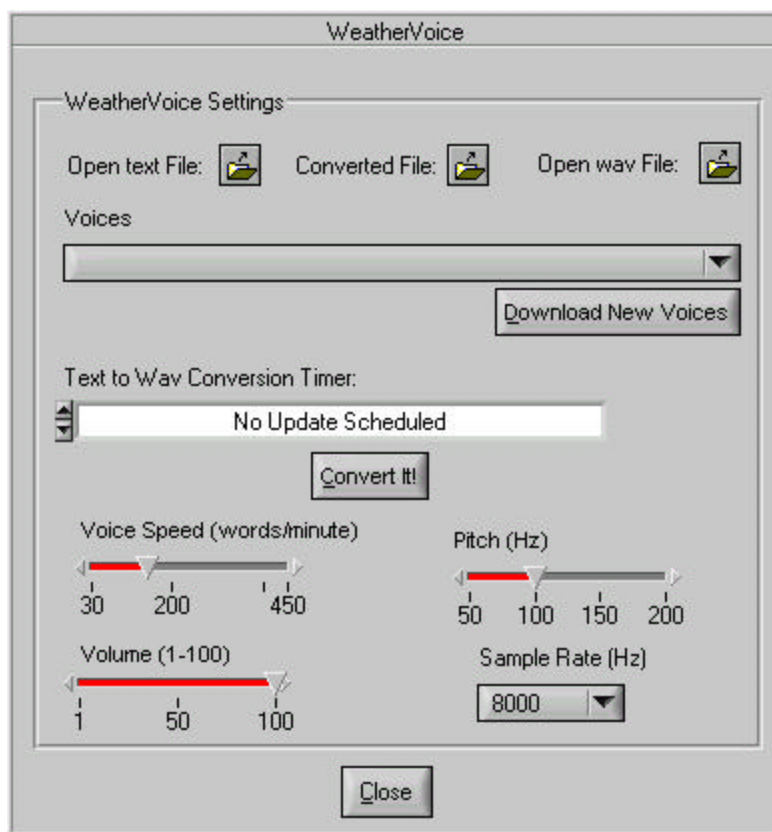 WeatherVoice
WeatherVoice Settings
Open text File: Converted File: Open wav File:
Voices
Download New Voices
Text to Wav Conversion Timer:
No Update Scheduled
Convert It!
Voice Speed (words/minute)
30 200 450
Pitch (Hz)
50 100 150 200
Volume (1-100)
1 50 100
Sample Rate (Hz)
8000
Close